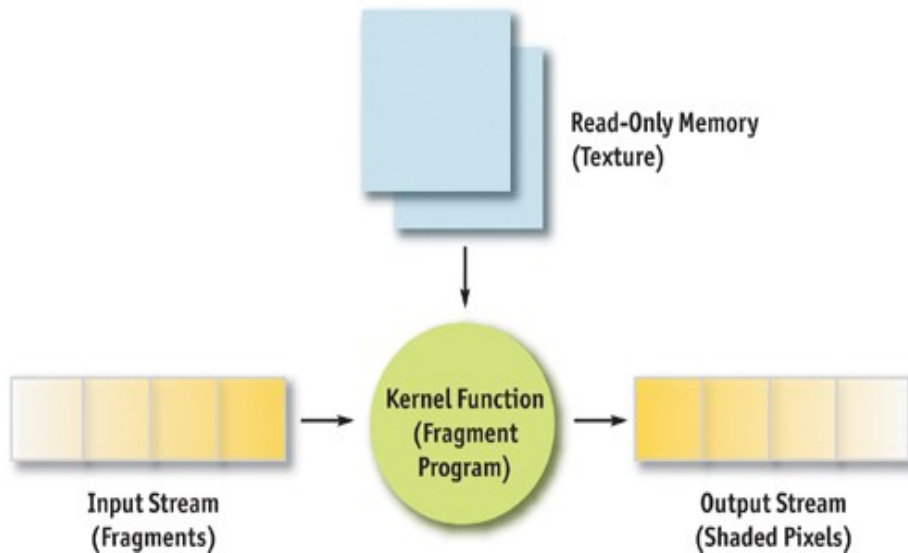 Read-Only Memory
(Texture)
Kernel Function
(Fragment
Program)
Input Stream
(Fragments)
Output Stream
(Shaded Pixels)